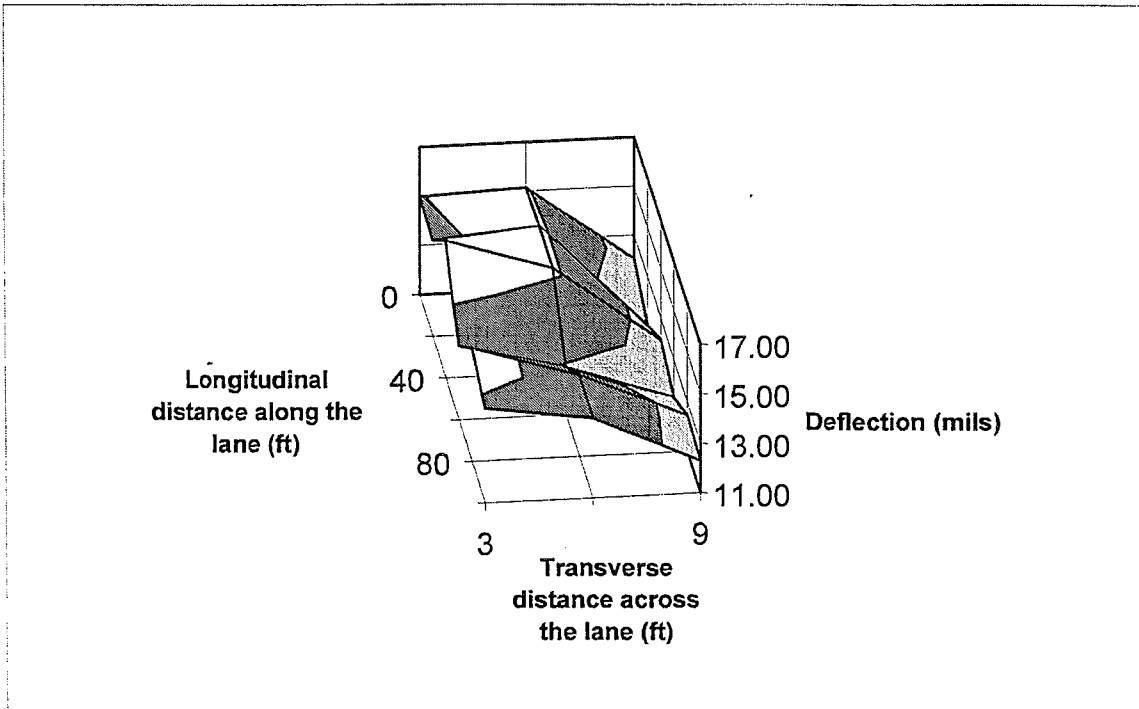 0
40
80
Longitudinal
distance along the
lane (ft)
17.00
15.00
13.00
11.00
Deflection (mils)
3
9
Transverse
distance across
the lane (ft)